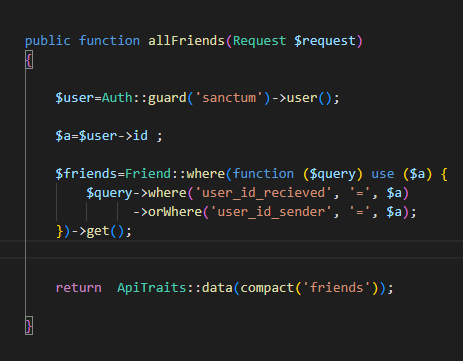 public function allFriends(Request $request)
{
$user=Auth::guard('sanctum')->user();
$a=$user->id ;
$friends=Friend::where(function ($query) use ($a) {
$query->where('user_id_recieved', '=', $a)
->orWhere('user_id_sender', '=', $a);
})->get();
return  ApiTraits::data(compact('friends'));
}